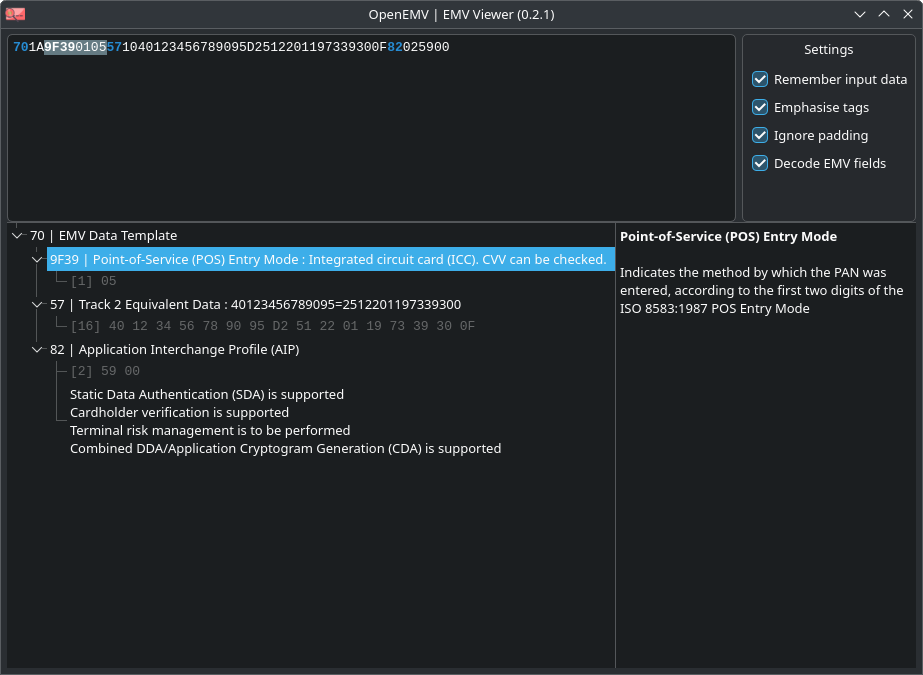 OpenEMV | EMV Viewer (0.2.1)
701A9F39010557104012345678​9095D2512201197339300F82025900
Settings
Remember input data
Emphasise tags
Ignore padding
Decode EMV fields
70 | EMV Data Template
9F39 | Point-of-Service (POS) Entry Mode : Integrated circuit card (ICC). CVV can be checked.
[1] 05
57 | Track 2 Equivalent Data : 40123456789095=2512201197339300
[16] 40 12 34 56 78 90 95 D2 51 22 01 19 73 39 30 0F
82 | Application Interchange Profile (AIP)
[2] 59 00
Static Data Authentication (SDA) is supported
Cardholder verification is supported
Terminal risk management is to be performed
Combined DDA/Application Cryptogram Generation (CDA) is supported
Point-of-Service (POS) Entry Mode
Indicates the method by which the PAN was
entered, according to the first two digits of the
ISO 8583:1987 POS Entry Mode